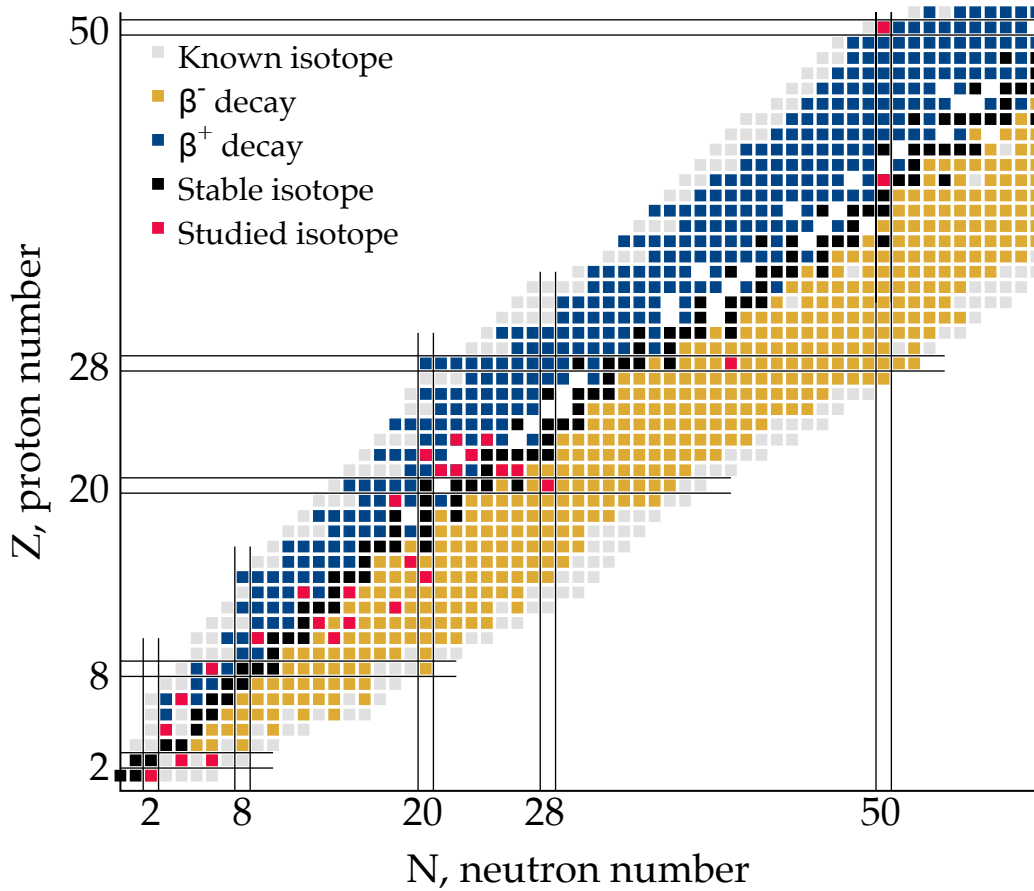 50
Known isotope
β⁻ decay
β⁺ decay
Stable isotope
Studied isotope
28
20
8
2
Z, proton number
2 8 20 28 50
N, neutron number